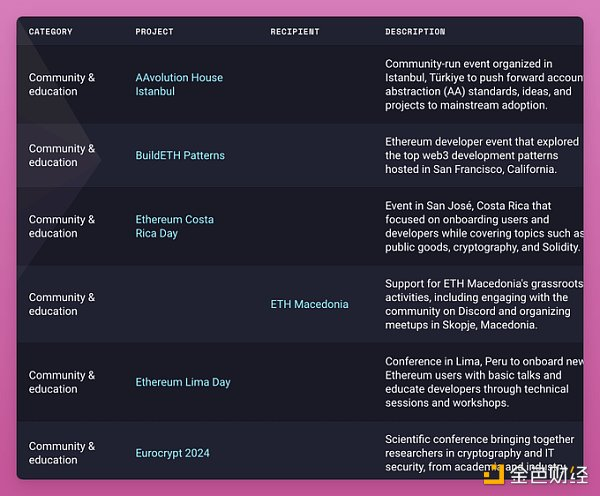 CATEGORY PROJECT RECIPIENT DESCRIPTION
Community &
education
AAvolution House
Istanbul
Community-run event organized in
Istanbul, Türkiye to push forward
abstraction (AA) standards, ideas, and
projects to mainstream adoption.
Community &
education
BuildETH Patterns
Ethereum developer event that explored
the top web3 development patterns
hosted in San Francisco, California.
Community &
education
Ethereum Costa
Rica Day
Event in San José, Costa Rica that
focused on onboarding users and
developers while covering topics such as
public goods, cryptography, and Solidity.
Community &
education
ETH Macedonia
Support for ETH Macedonia's grassroots
activities, including engaging with the
community on Discord and organizing
meetups in Skopje, Macedonia.
Community &
education
Ethereum Lima Day
Conference in Lima, Peru to onboard new
Ethereum users with basic talks and
educate developers through technical
sessions and workshops.
Community &
education
Eurocrypt 2024
Scientific conference bringing together
researchers in cryptography and IT
security, from academia and industry.
金色财经